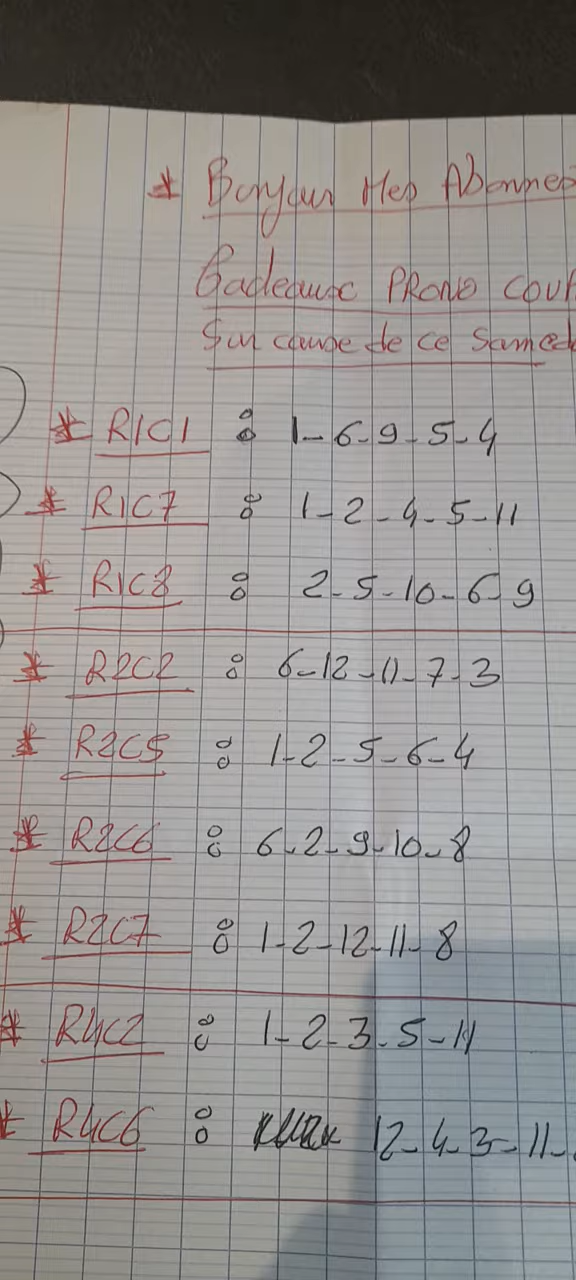 * Bonjour Mes Abonnes
Cadeaux PRONO COUP
Sur course de ce Samed
* R1C1 : 1-6-9-5-4
* R1C7 : 1-2-4-5-11
* R1C8 : 2-5-10-6-9
* R2C2 : 6-12-11-7-3
* R2C5 : 1-2-5-6-4
* R2C6 : 6-2-9-10-8
* R2C7 : 1-2-12-11-8
* R4C2 : 1-2-3-5-11
* R4C6 : 12-4-3-11-